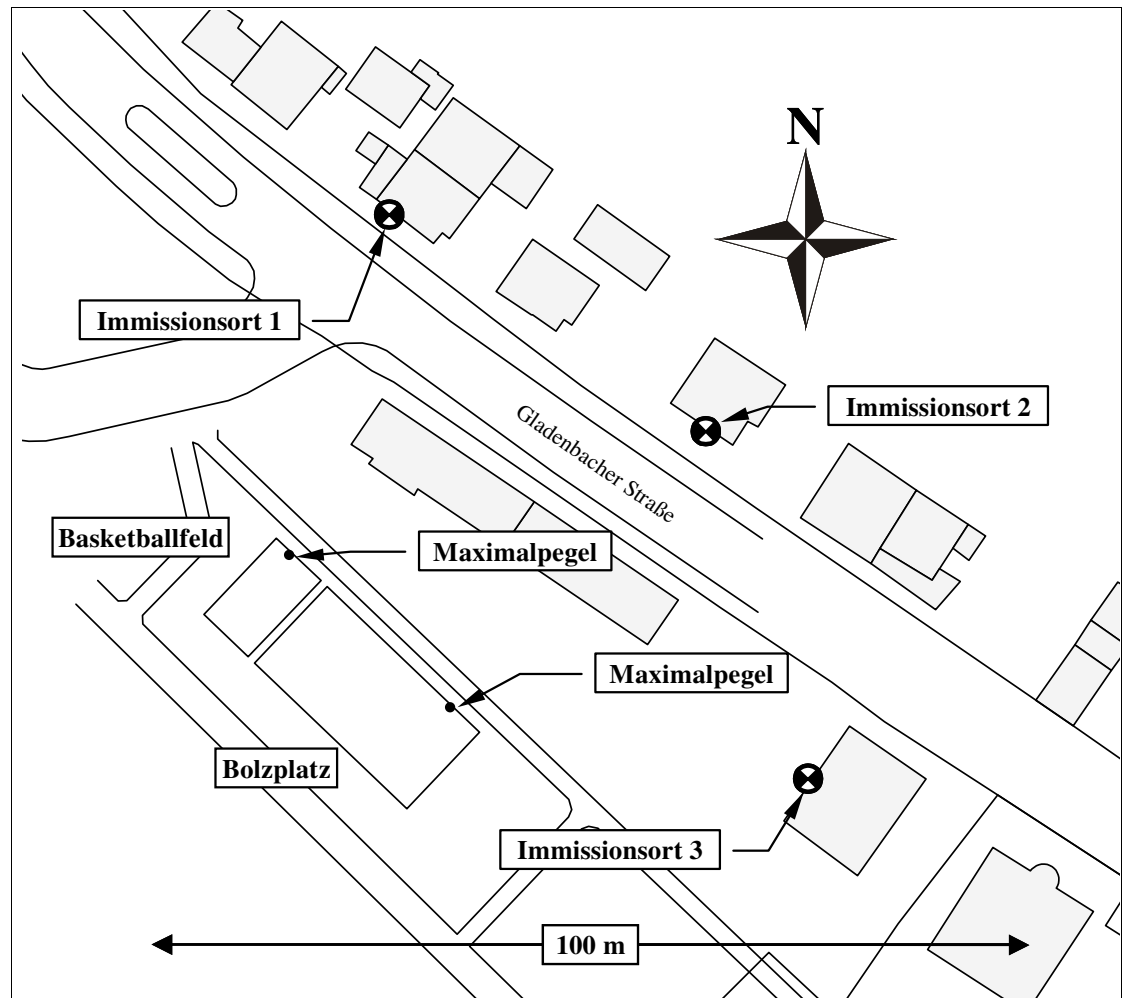 N
Immissionsort 1
Immissionsort 2
Gladenbacher Straße
Basketballfeld
Maximalpegel
Maximalpegel
Bolzplatz
Immissionsort 3
100 m